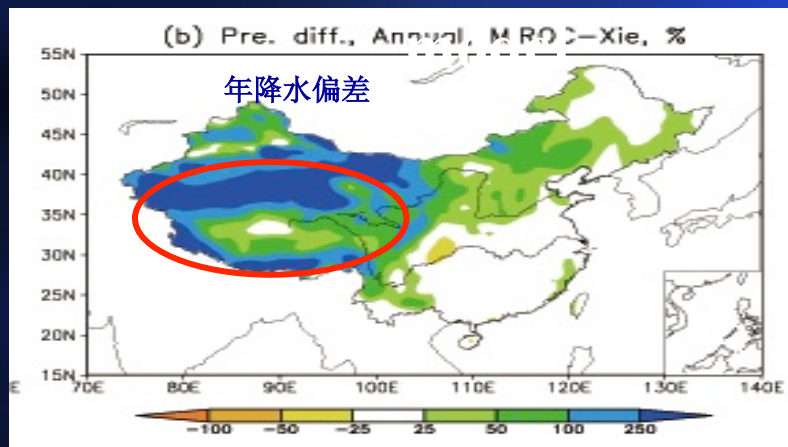 (b) Pre. diff., Annual, MIROC-Xie, %
年降水偏差
55N
50N
45N
40N
35N
30N
25N
20N
15N
E 70E 80E 90E 100E 110E 120E 130E 140E
-100 -50 -25 25 50 100 250